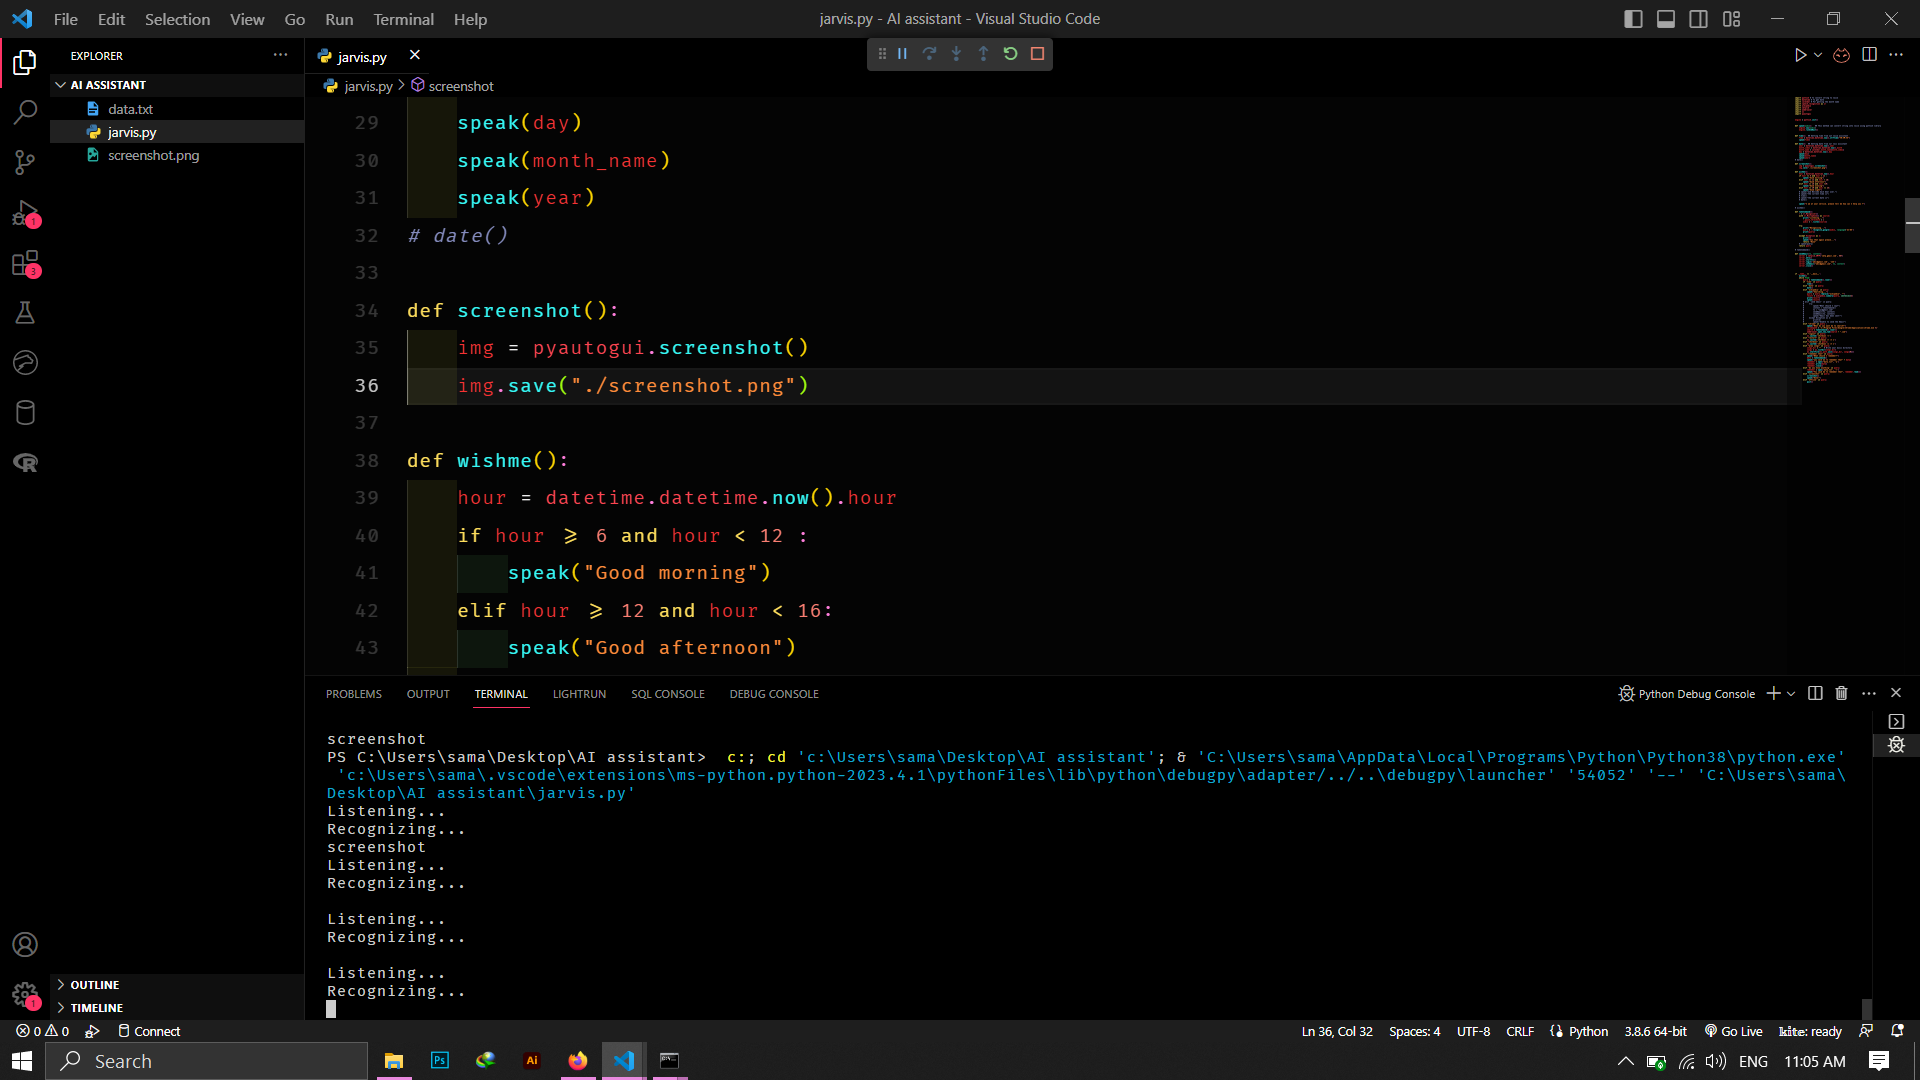 File Edit Selection View Go Run Terminal Help
jarvis.py - AI assistant - Visual Studio Code
EXPLORER
AI ASSISTANT
data.txt
jarvis.py
screenshot.png
1
3
jarvis.py
jarvis.py > screenshot
29 speak(day)
30 speak(month_name)
31 speak(year)
32 # date()
33
34 def screenshot():
35 img = pyautogui.screenshot()
36 img.save("./screenshot.png")
37
38 def wishme():
39 hour = datetime.datetime.now().hour
40 if hour >= 6 and hour < 12 :
41 speak("Good morning")
42 elif hour >= 12 and hour < 16:
43 speak("Good afternoon")
PROBLEMS OUTPUT TERMINAL LIGHTRUN SQL CONSOLE DEBUG CONSOLE
Python Debug Console
screenshot
PS C:\Users\sama\Desktop\AI assistant>  c:; cd 'c:\Users\sama\Desktop\AI assistant'; & 'C:\Users\sama\AppData\Local\Programs\Python\Python38\python.exe'
'c:\Users\sama\.vscode\extensions\ms-python.python-2023.4.1\pythonFiles\lib\python\debugpy\adapter/../..\debugpy\launcher' '54052' '--' 'C:\Users\sama\
Desktop\AI assistant\jarvis.py'
Listening...
Recognizing...
screenshot
Listening...
Recognizing...
Listening...
Recognizing...
Listening...
Recognizing...
1
OUTLINE
TIMELINE
0 0 Connect
Ln 36, Col 32 Spaces: 4 UTF-8 CRLF Python 3.8.6 64-bit Go Live kite: ready
Search
Ps
Ai
ENG 11:05 AM